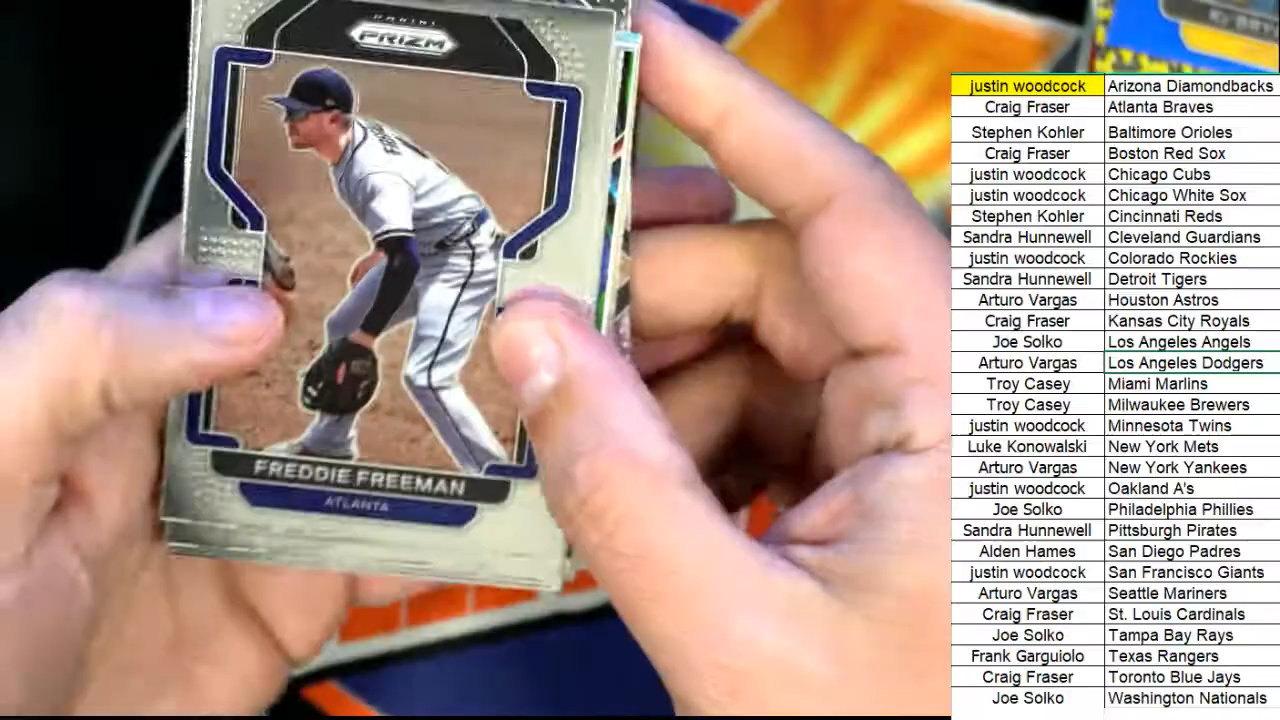 PANINI
PRIZM
FREDDIE FREEMAN
ATLANTA
justin woodcock Arizona Diamondbacks
Craig Fraser Atlanta Braves
Stephen Kohler Baltimore Orioles
Craig Fraser Boston Red Sox
justin woodcock Chicago Cubs
justin woodcock Chicago White Sox
Stephen Kohler Cincinnati Reds
Sandra Hunnewell Cleveland Guardians
justin woodcock Colorado Rockies
Sandra Hunnewell Detroit Tigers
Arturo Vargas Houston Astros
Craig Fraser Kansas City Royals
Joe Solko Los Angeles Angels
Arturo Vargas Los Angeles Dodgers
Troy Casey Miami Marlins
Troy Casey Milwaukee Brewers
justin woodcock Minnesota Twins
Luke Konowalski New York Mets
Arturo Vargas New York Yankees
justin woodcock Oakland A's
Joe Solko Philadelphia Phillies
Sandra Hunnewell Pittsburgh Pirates
Alden Hames San Diego Padres
justin woodcock San Francisco Giants
Arturo Vargas Seattle Mariners
Craig Fraser St. Louis Cardinals
Joe Solko Tampa Bay Rays
Frank Garguiolo Texas Rangers
Craig Fraser Toronto Blue Jays
Joe Solko Washington Nationals